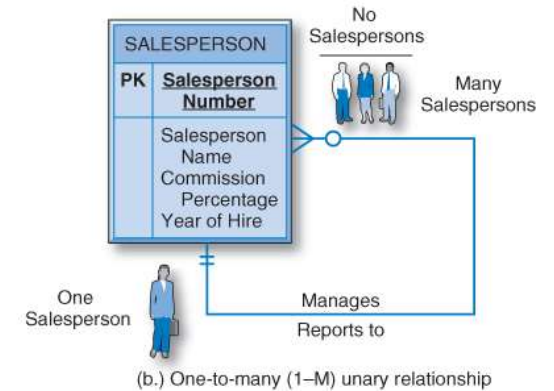 No
Salespersons
SALESPERSON
PK Salesperson
Number
Many
Salespersons
Salesperson
Name
Commission
Percentage
Year of Hire
One
Salesperson
Manages
Reports to
(b.) One-to-many (1–M) unary relationship